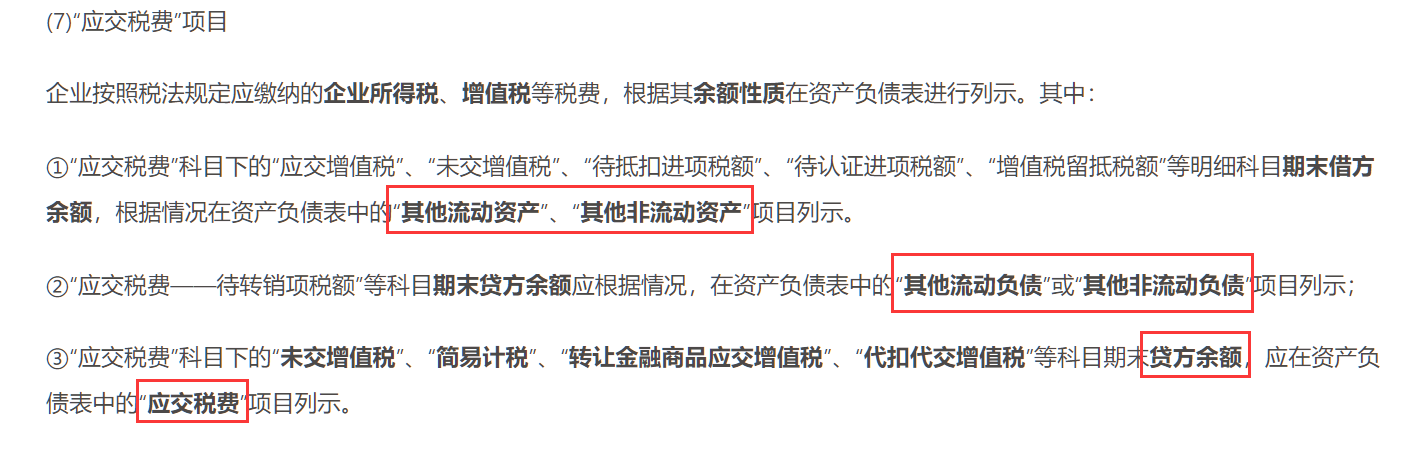 (7)“应交税费”项目
企业按照税法规定应缴纳的企业所得税、增值税等税费，根据其余额性质在资产负债表进行列示。其中：
①“应交税费”科目下的“应交增值税”、“未交增值税”、“待抵扣进项税额”、“待认证进项税额”、“增值税留抵税额”等明细科目期末借方
余额，根据情况在资产负债表中的“其他流动资产”、“其他非流动资产”项目列示。
②“应交税费——待转销项税额”等科目期末贷方余额应根据情况，在资产负债表中的“其他流动负债”或“其他非流动负债”项目列示；
③“应交税费”科目下的“未交增值税”、“简易计税”、“转让金融商品应交增值税”、“代扣代交增值税”等科目期末贷方余额，应在资产负
债表中的“应交税费”项目列示。